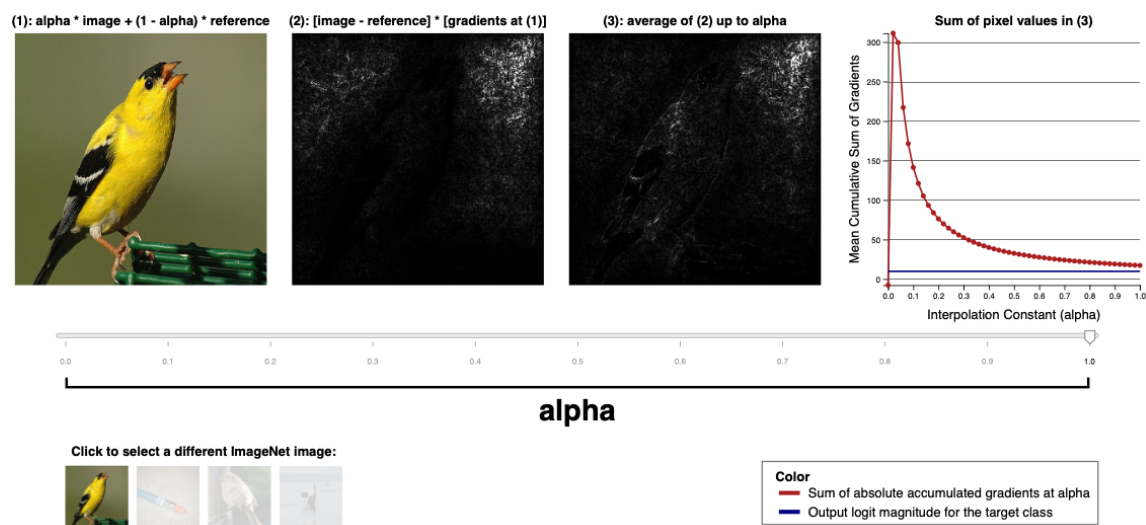 (1): alpha * image + (1 - alpha) * reference
(2): [image - reference] * [gradients at (1)]
(3): average of (2) up to alpha
Sum of pixel values in (3)
Mean Cumulative Sum of Gradients
300
250
200
150
100
50
0
0.0 0.1 0.2 0.3 0.4 0.5 0.6 0.7 0.8 0.9 1.0
Interpolation Constant (alpha)
0.0 0.1 0.2 0.3 0.4 0.5 0.6 0.7 0.8 0.9 1.0
alpha
Click to select a different ImageNet image:
Color
Sum of absolute accumulated gradients at alpha
Output logit magnitude for the target class